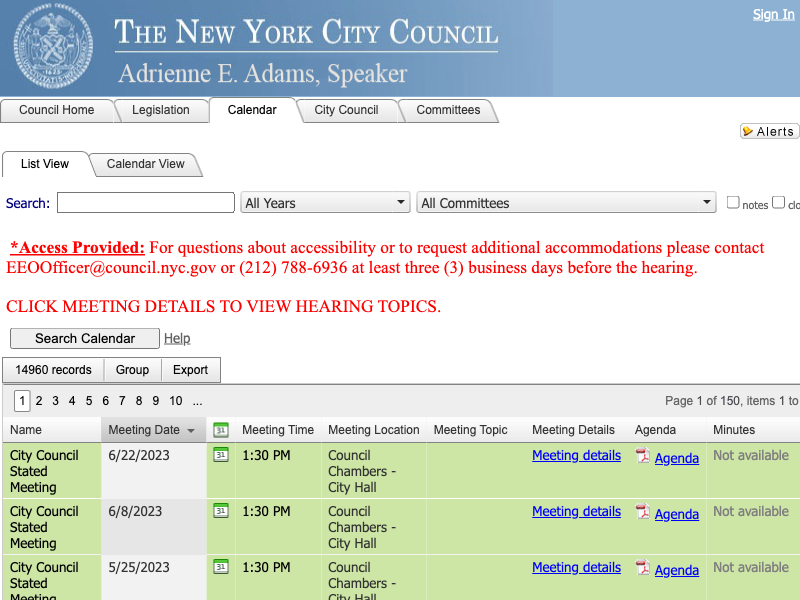 Sign In
THE NEW YORK CITY COUNCIL
Adrienne E. Adams, Speaker
Council Home Legislation Calendar City Council Committees
Alerts
List View Calendar View
Search: All Years All Committees notes clo
*Access Provided: For questions about accessibility or to request additional accommodations please contact
EEOOfficer@council.nyc.gov or (212) 788-6936 at least three (3) business days before the hearing.
CLICK MEETING DETAILS TO VIEW HEARING TOPICS.
Search Calendar Help
14960 records Group Export
1 2 3 4 5 6 7 8 9 10 ... Page 1 of 150, items 1 to
Name Meeting Date 31 Meeting Time Meeting Location Meeting Topic Meeting Details Agenda Minutes
City Council 6/22/2023 31 1:30 PM Council Meeting details Agenda Not available
Stated Chambers -
Meeting City Hall
City Council 6/8/2023 31 1:30 PM Council Meeting details Agenda Not available
Stated Chambers -
Meeting City Hall
City Council 5/25/2023 31 1:30 PM Council Meeting details Agenda Not available
Stated Chambers -
Meeting City Hall